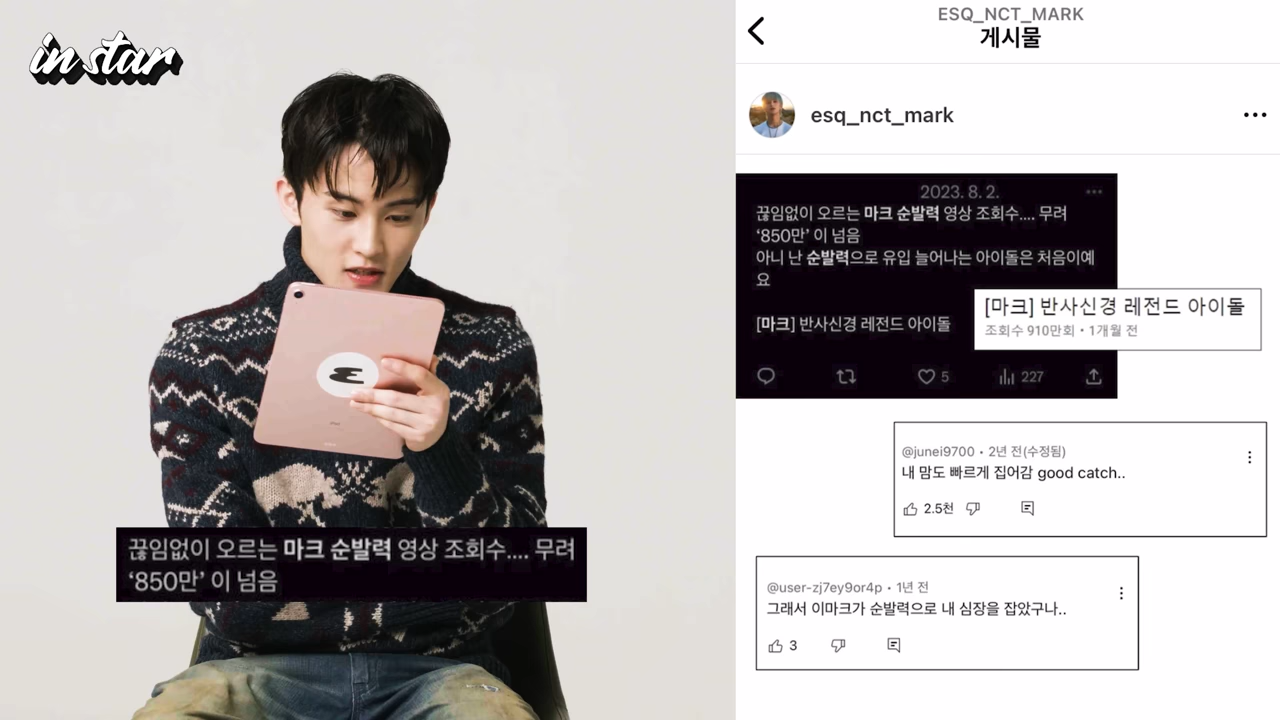 in star
끊임없이 오르는 마크 순발력 영상 조회수.... 무려
‘850만’ 이 넘음
ESQ_NCT_MARK
게시물
esq_nct_mark
2023. 8. 2.
끊임없이 오르는 마크 순발력 영상 조회수.... 무려
‘850만’ 이 넘음
아니 난 순발력으로 유입 늘어나는 아이돌은 처음이예
요
[마크] 반사신경 레전드 아이돌
5
227
[마크] 반사신경 레전드 아이돌
조회수 910만회 • 1개월 전
@junei9700 • 2년 전(수정됨)
내 맘도 빠르게 집어감 good catch..
2.5천
@user-zj7ey9or4p • 1년 전
그래서 이마크가 순발력으로 내 심장을 잡았구나..
3